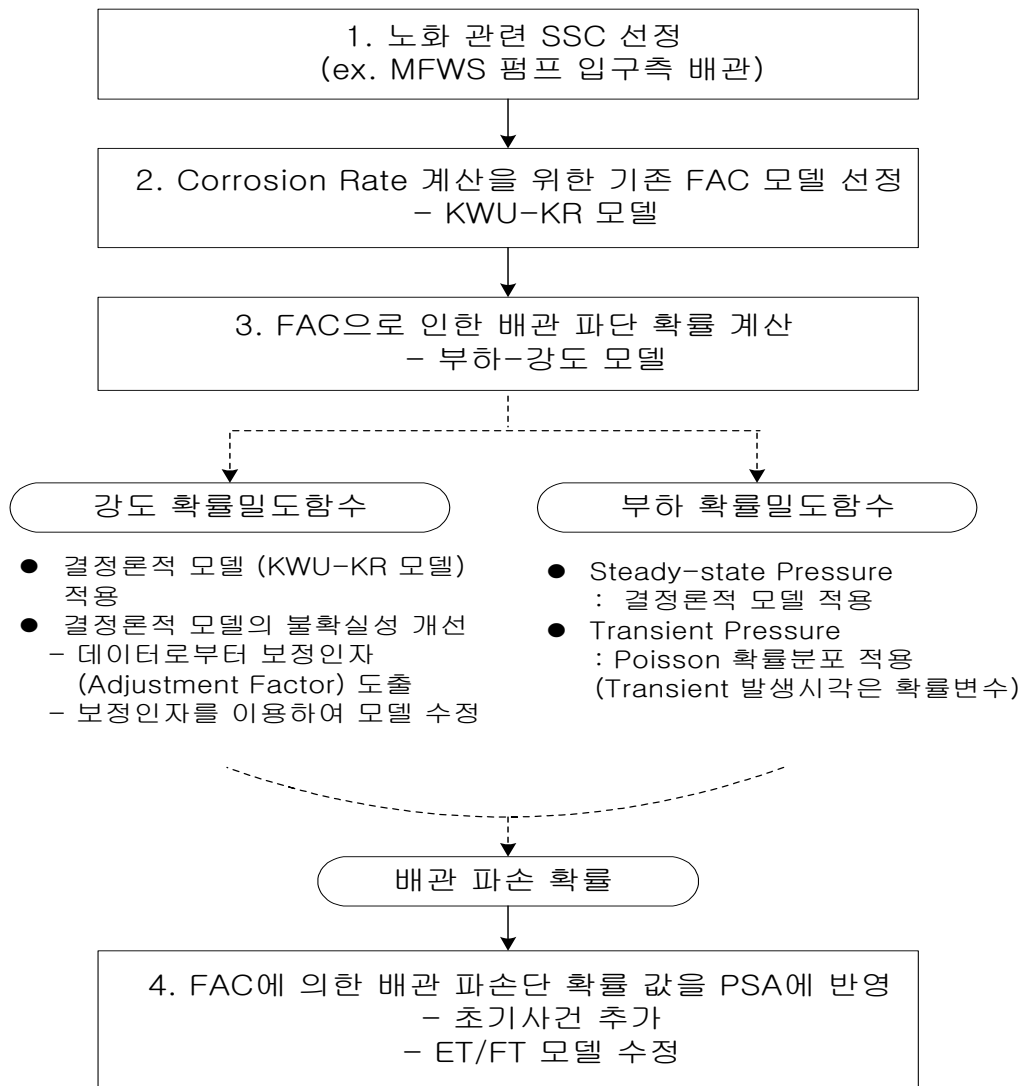 1. 노화 관련 SSC 선정
(ex. MFWS 펌프 입구측 배관)
2. Corrosion Rate 계산을 위한 기존 FAC 모델 선정
- KWU-KR 모델
3. FAC으로 인한 배관 파단 확률 계산
- 부하-강도 모델
강도 확률밀도함수
● 결정론적 모델 (KWU-KR 모델)
적용
● 결정론적 모델의 불확실성 개선
- 데이터로부터 보정인자
(Adjustment Factor) 도출
- 보정인자를 이용하여 모델 수정
부하 확률밀도함수
● Steady-state Pressure
: 결정론적 모델 적용
● Transient Pressure
: Poisson 확률분포 적용
(Transient 발생시각은 확률변수)
배관 파손 확률
4. FAC에 의한 배관 파손단 확률 값을 PSA에 반영
- 초기사건 추가
- ET/FT 모델 수정